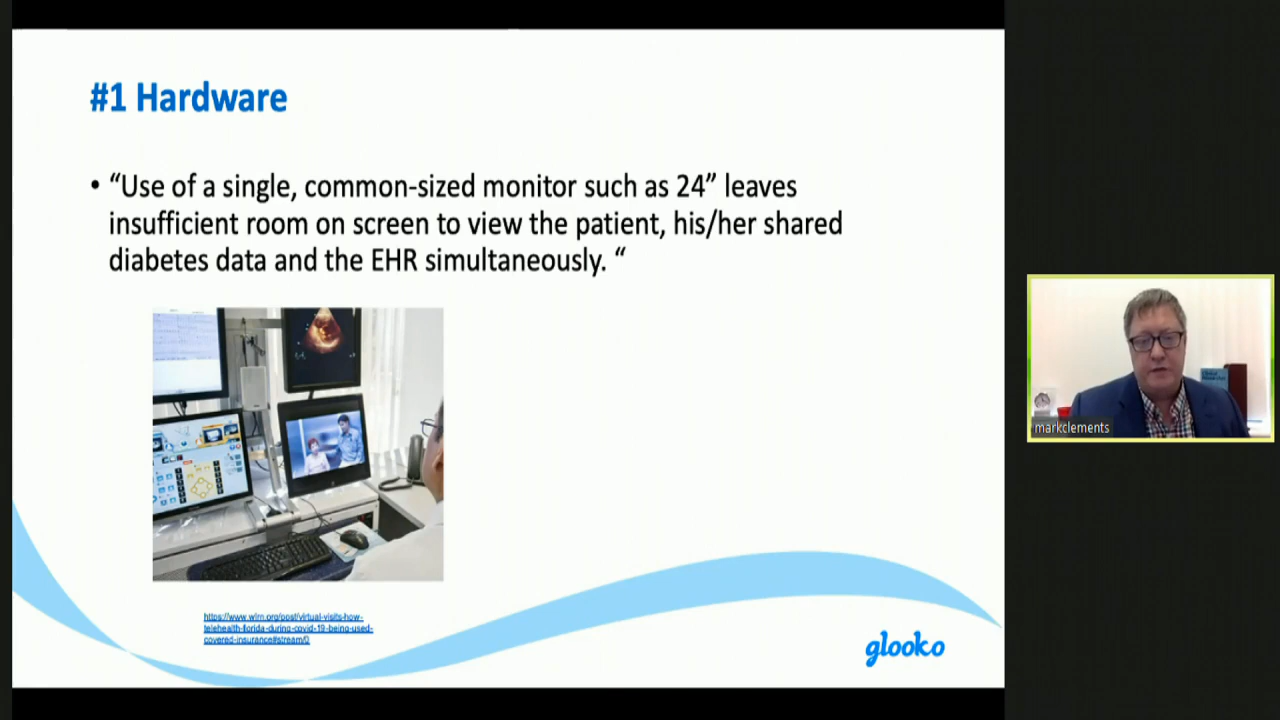 #1 Hardware
• “Use of a single, common-sized monitor such as 24” leaves
insufficient room on screen to view the patient, his/her shared
diabetes data and the EHR simultaneously. “
https://www.wlrn.org/post/virtual-visits-how-
telehealth-florida-during-covid-19-being-used-
covered-insurance#stream/0
glooko
markclements